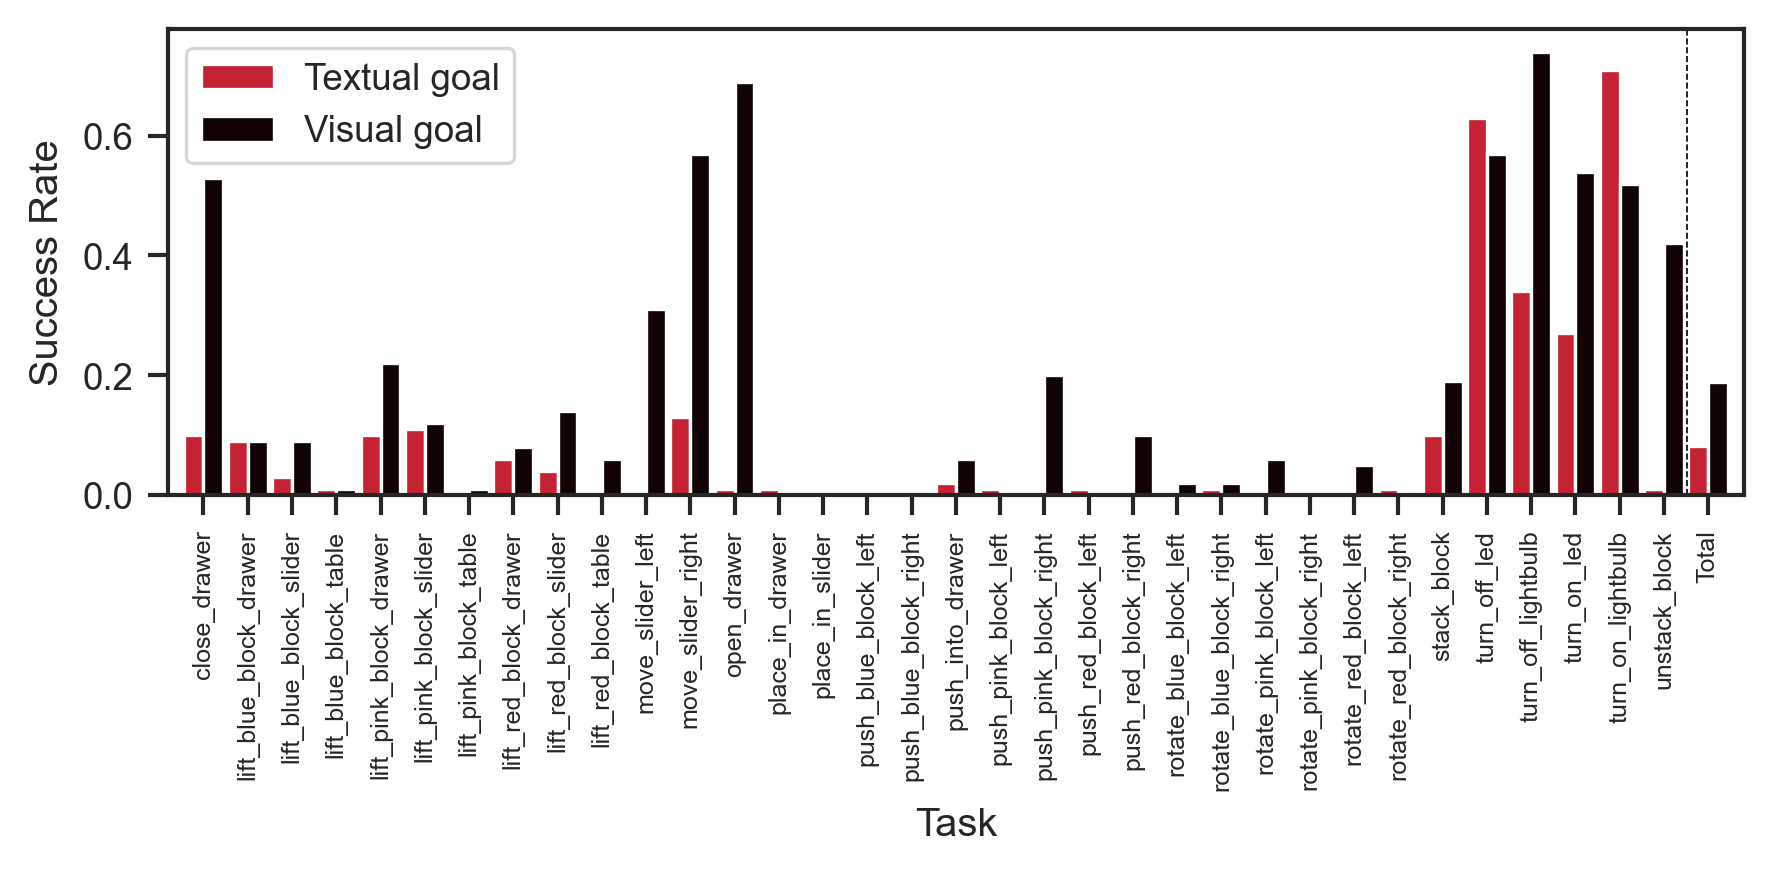 Textual goal
Visual goal
Success Rate
0.6
0.4
0.2
0.0
close_drawer
lift_blue_block_drawer
lift_blue_block_slider
lift_blue_block_table
lift_pink_block_drawer
lift_pink_block_slider
lift_pink_block_table
lift_red_block_drawer
lift_red_block_slider
lift_red_block_table
move_slider_left
move_slider_right
open_drawer
place_in_drawer
place_in_slider
push_blue_block_left
push_blue_block_right
push_into_drawer
push_pink_block_left
push_pink_block_right
push_red_block_left
push_red_block_right
rotate_blue_block_left
rotate_blue_block_right
rotate_pink_block_left
rotate_pink_block_right
rotate_red_block_left
rotate_red_block_right
stack_block
turn_off_led
turn_off_lightbulb
turn_on_led
turn_on_lightbulb
unstack_block
Total
Task